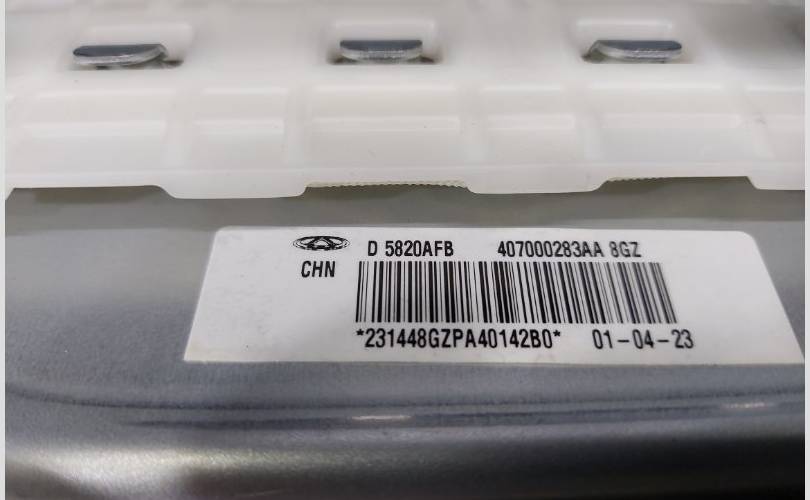 D 5820AFB 407000283AA 8GZ
CHN
*231448GZPA40142B0* 01-04-23